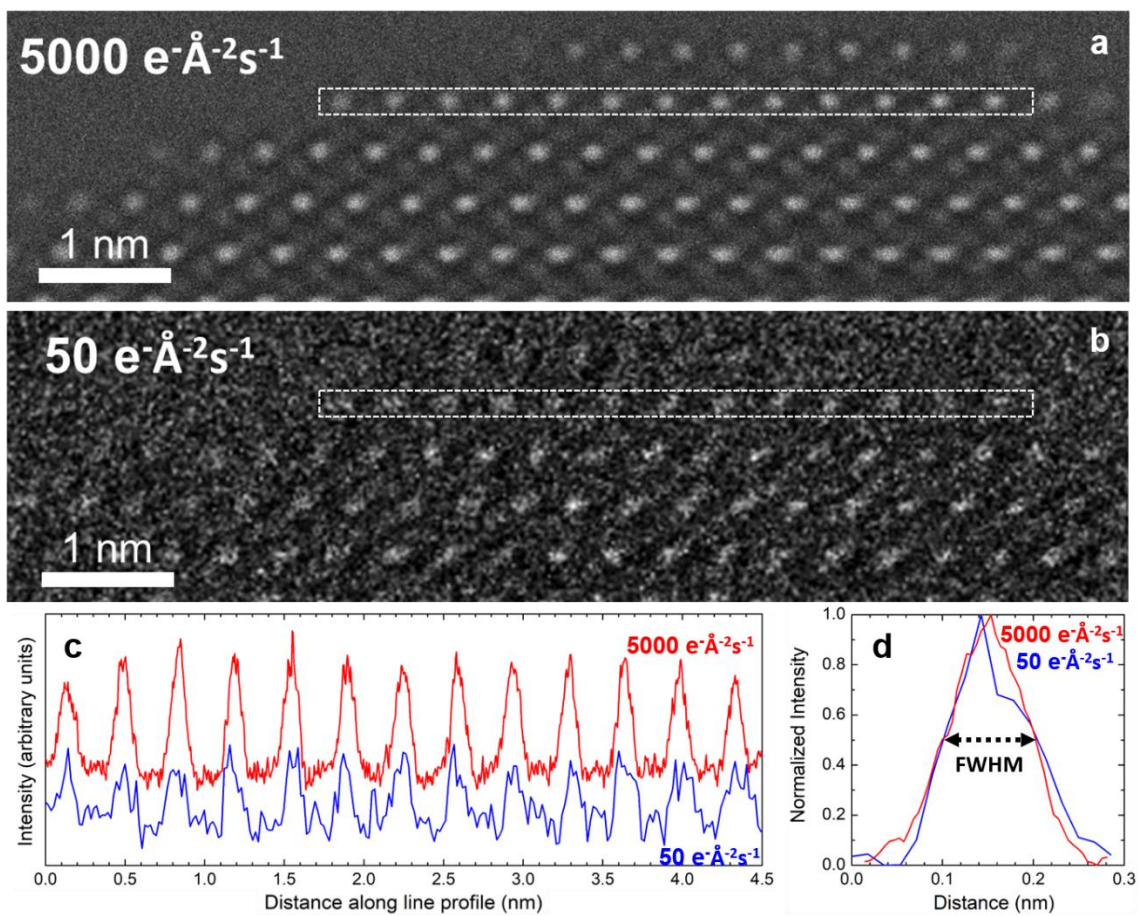 5000 e⁻Å⁻²s⁻¹
a
1 nm
50 e⁻Å⁻²s⁻¹
b
1 nm
c
5000 e⁻Å⁻²s⁻¹
50 e⁻Å⁻²s⁻¹
Intensity (arbitrary units)
0.0 0.5 1.0 1.5 2.0 2.5 3.0 3.5 4.0 4.5
Distance along line profile (nm)
d
5000 e⁻Å⁻²s⁻¹
50 e⁻Å⁻²s⁻¹
FWHM
Normalized Intensity
1.0
0.8
0.6
0.4
0.2
0.0
0.0 0.1 0.2 0.3
Distance (nm)